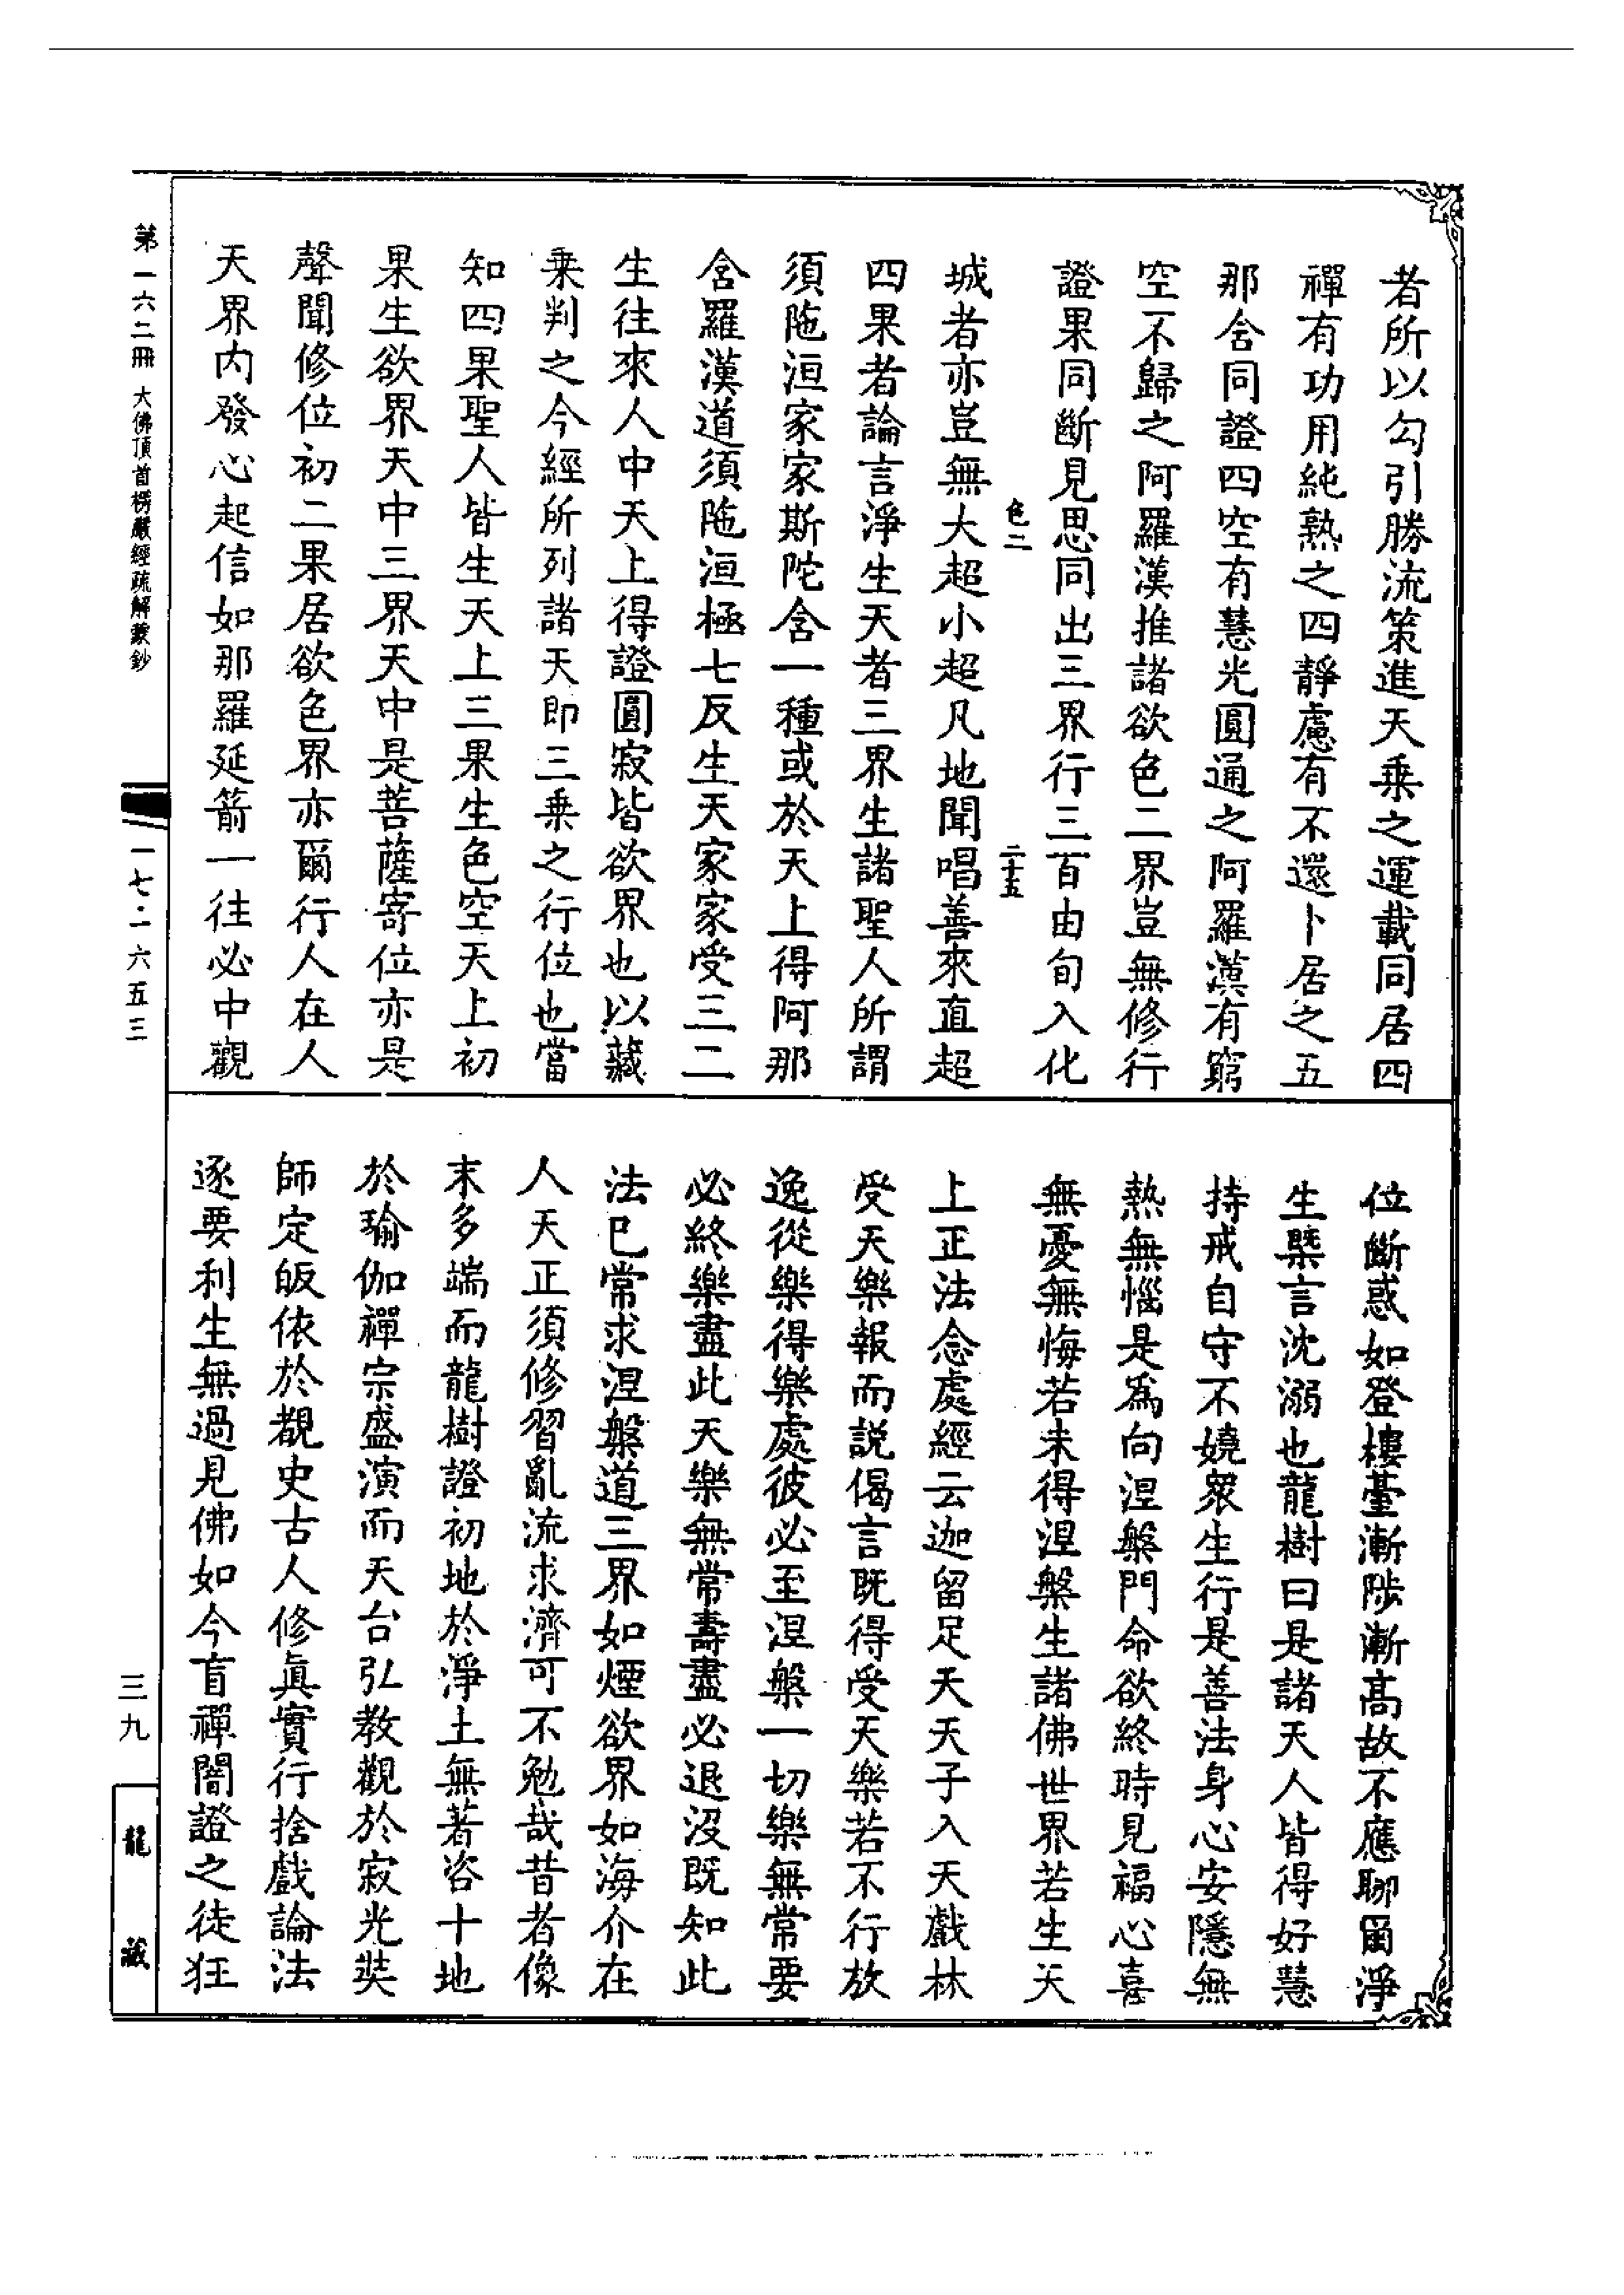 者所以勾引勝流策進天乗之運載同居四
禪有功用純熟之四靜慮有不還卜居之五
那含同證四空有慧光圓通之阿羅漢有窮
空不歸之阿羅漢推諸欲色二界豈無修行
證果同斷見思同出三界行三百由旬入化
色二 二十五
城者亦豈無大超小超凡地聞唱善來直超
四果者論言淨生天者三界生諸聖人所謂
須陁洹家家斯陀含一種或於天上得阿那
含羅漢道須陁洹極七反生天家家受三二
生往來人中天上得證圓寂皆欲界也以藏
乗判之今經所列諸天即三乗之行位也當
知四果聖人皆生天上三果生色空天上初
果生欲界天中三界天中是菩薩寄位亦是
聲聞修位初二果居欲色界亦爾行人在人
天界内發心起信如那羅延箭一往必中觀
位斷惑如登樓臺漸陟漸高故不應聊爾淨
生槩言沈溺也龍樹曰是諸天人皆得好慧
持戒自守不嬈衆生行是善法身心安隱無
熱無惱是爲向涅槃門命欲終時見福心喜
無憂無悔若未得涅槃生諸佛世界若生天
上正法念處經云迦留足天天子入天戲林
受天樂報而説偈言既得受天樂若不行放
逸從樂得樂處彼必至涅槃一切樂無常要
必終樂盡此天樂無常壽盡必退沒既知此
法已常求涅槃道三界如煙欲界如海介在
人天正須修習亂流求濟可不勉哉昔者像
末多端而龍樹證初地於淨土無著咨十地
於瑜伽禪宗盛演而天台弘教觀於寂光奘
師定皈依於覩史古人修眞實行捨戲論法
逐要利生無過見佛如今盲禪闇證之徒狂
第一六二冊 大佛頂首楞嚴經疏解蒙鈔
一七·一六五三
三九
龍藏